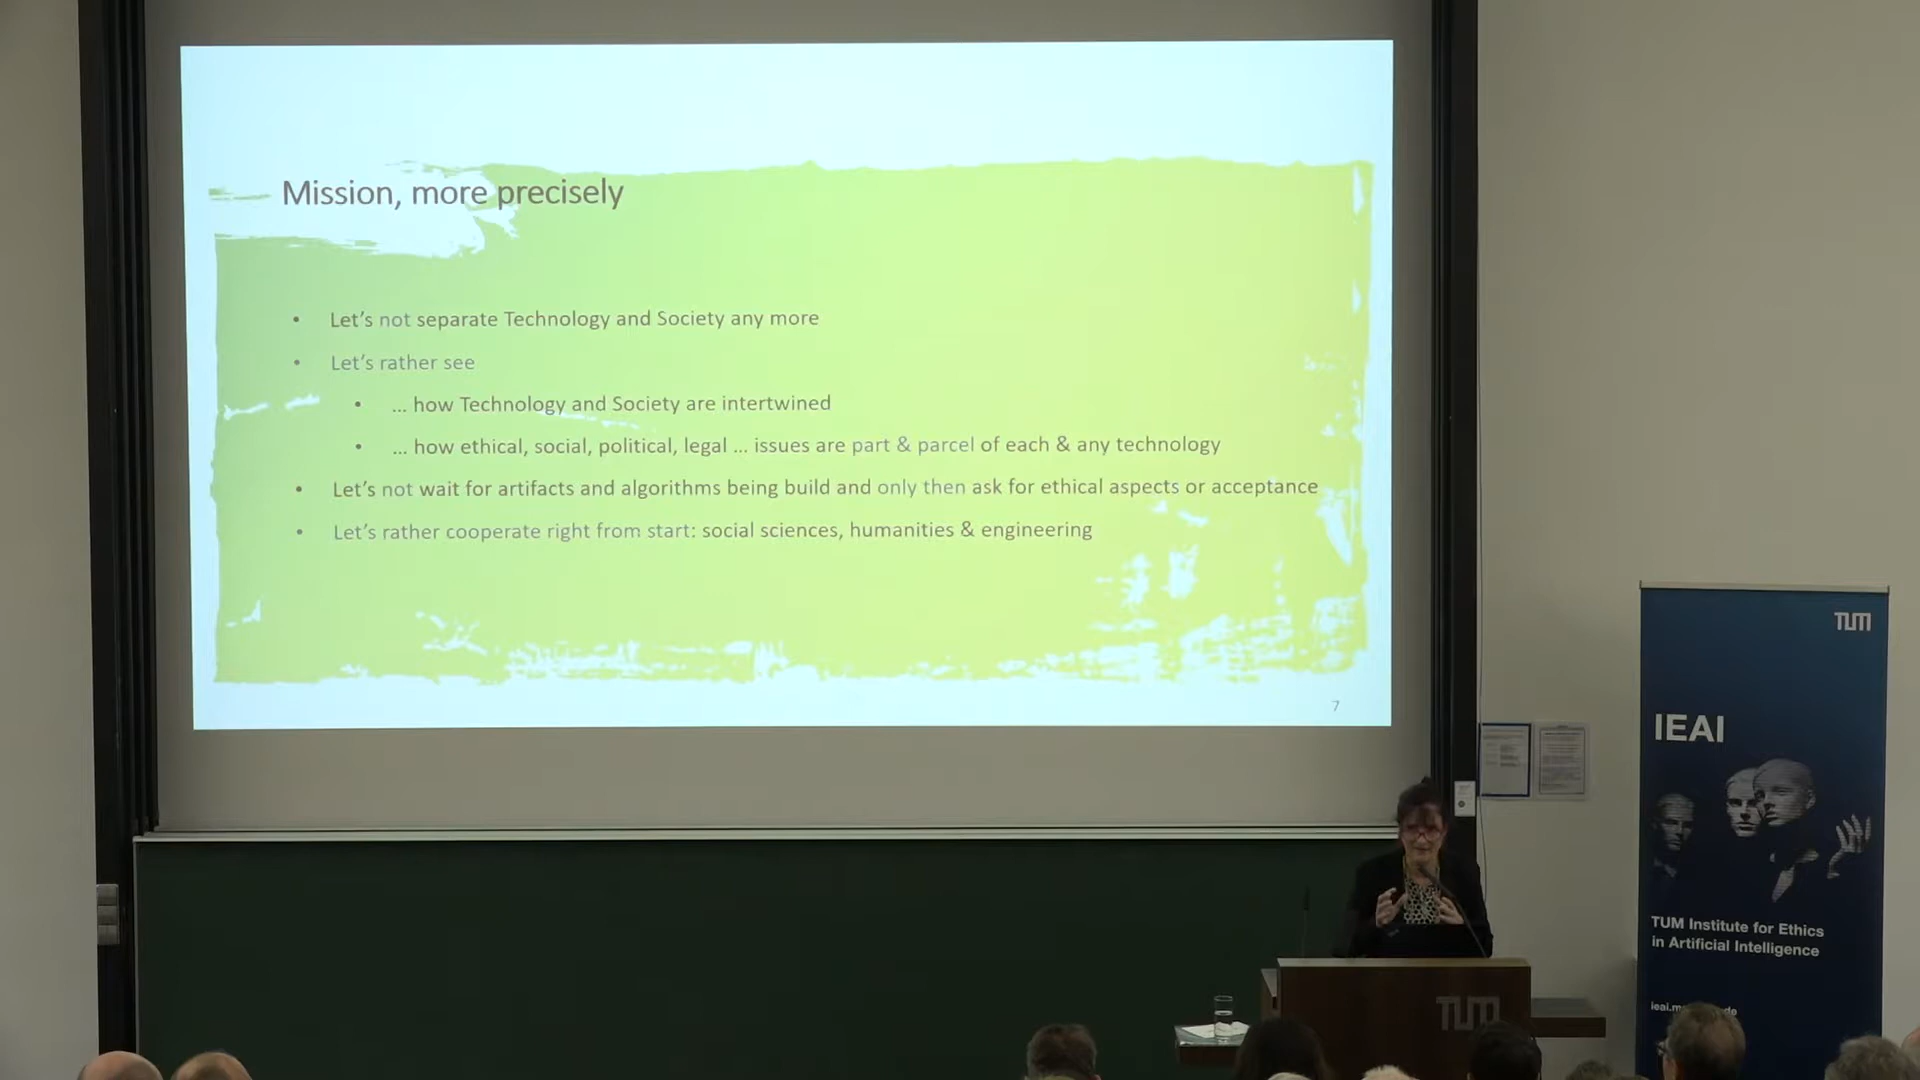 Mission, more precisely
• Let's not separate Technology and Society any more
• Let's rather see
• ... how Technology and Society are intertwined
• ... how ethical, social, political, legal ... issues are part & parcel of each & any technology
• Let's not wait for artifacts and algorithms being build and only then ask for ethical aspects or acceptance
• Let's rather cooperate right from start: social sciences, humanities & engineering
7
TUM
IEAI
TUM Institute for Ethics
in Artificial Intelligence
TUM